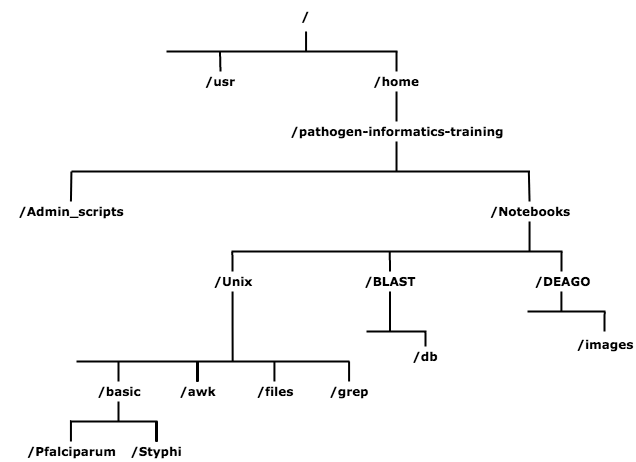 /
/usr /home
/pathogen-informatics-training
/Admin_scripts /Notebooks
/Unix /BLAST /DEAGO
/db /images
/basic /awk /files /grep
/Pfalciparum /Styphi